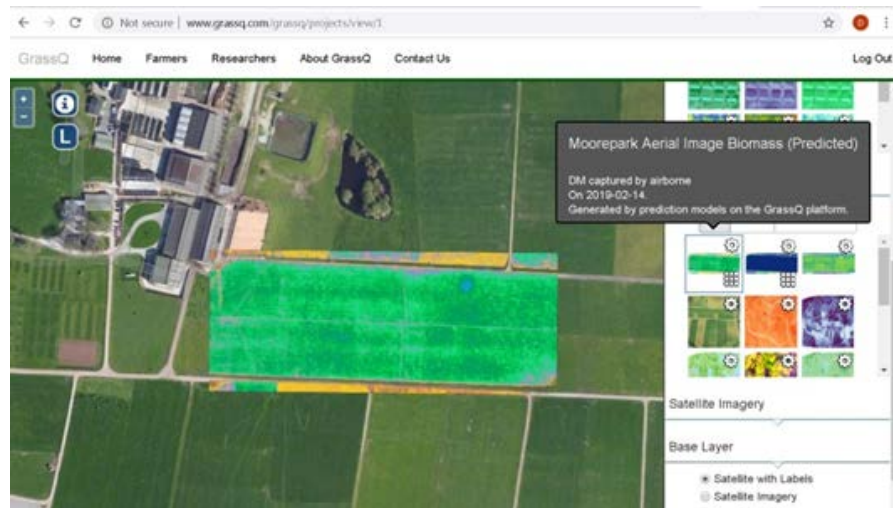 Not secure | www.grassq.com/grassq/projects/view/1
GrassQ Home Farmers Researchers About GrassQ Contact Us Log Out
+
-
i
L
Moorepark Aerial Image Biomass (Predicted)
DM captured by airborne
On 2019-02-14.
Generated by prediction models on the GrassQ platform.
Satellite Imagery
Base Layer
Satellite with Labels
Satellite Imagery